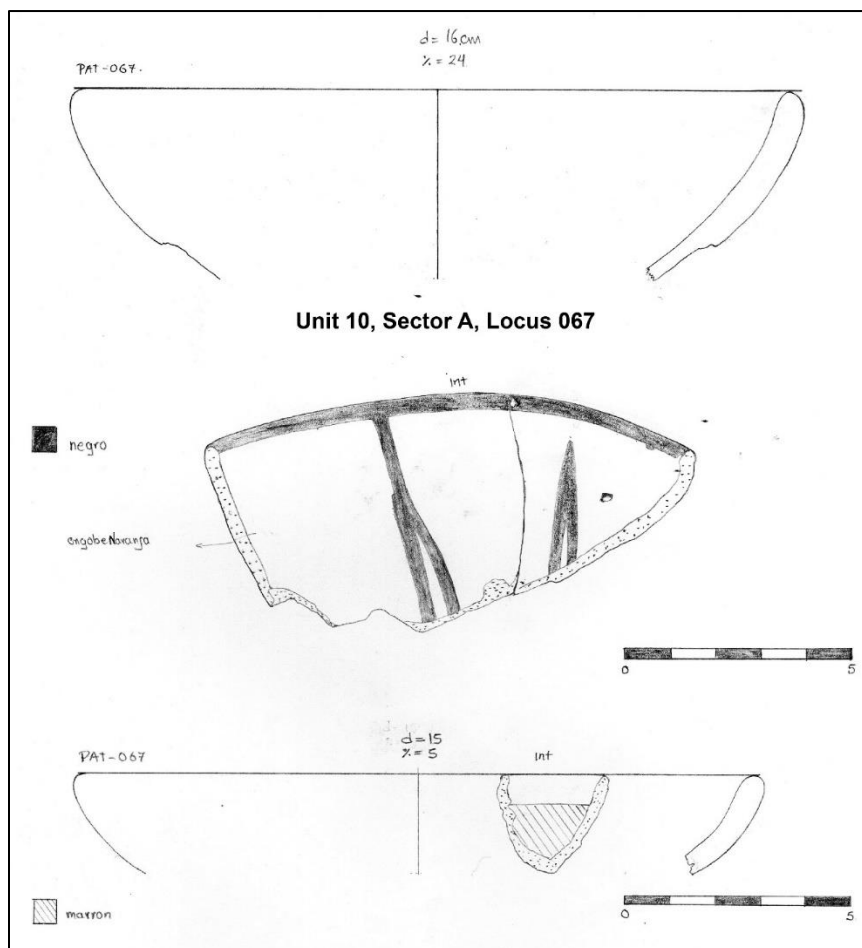 d= 16cm
% = 24
PAT-067.
Unit 10, Sector A, Locus 067
Int
negro
engobe Naranja
0 5
d=15
% = 5
PAT-067
Int
marron
0 5